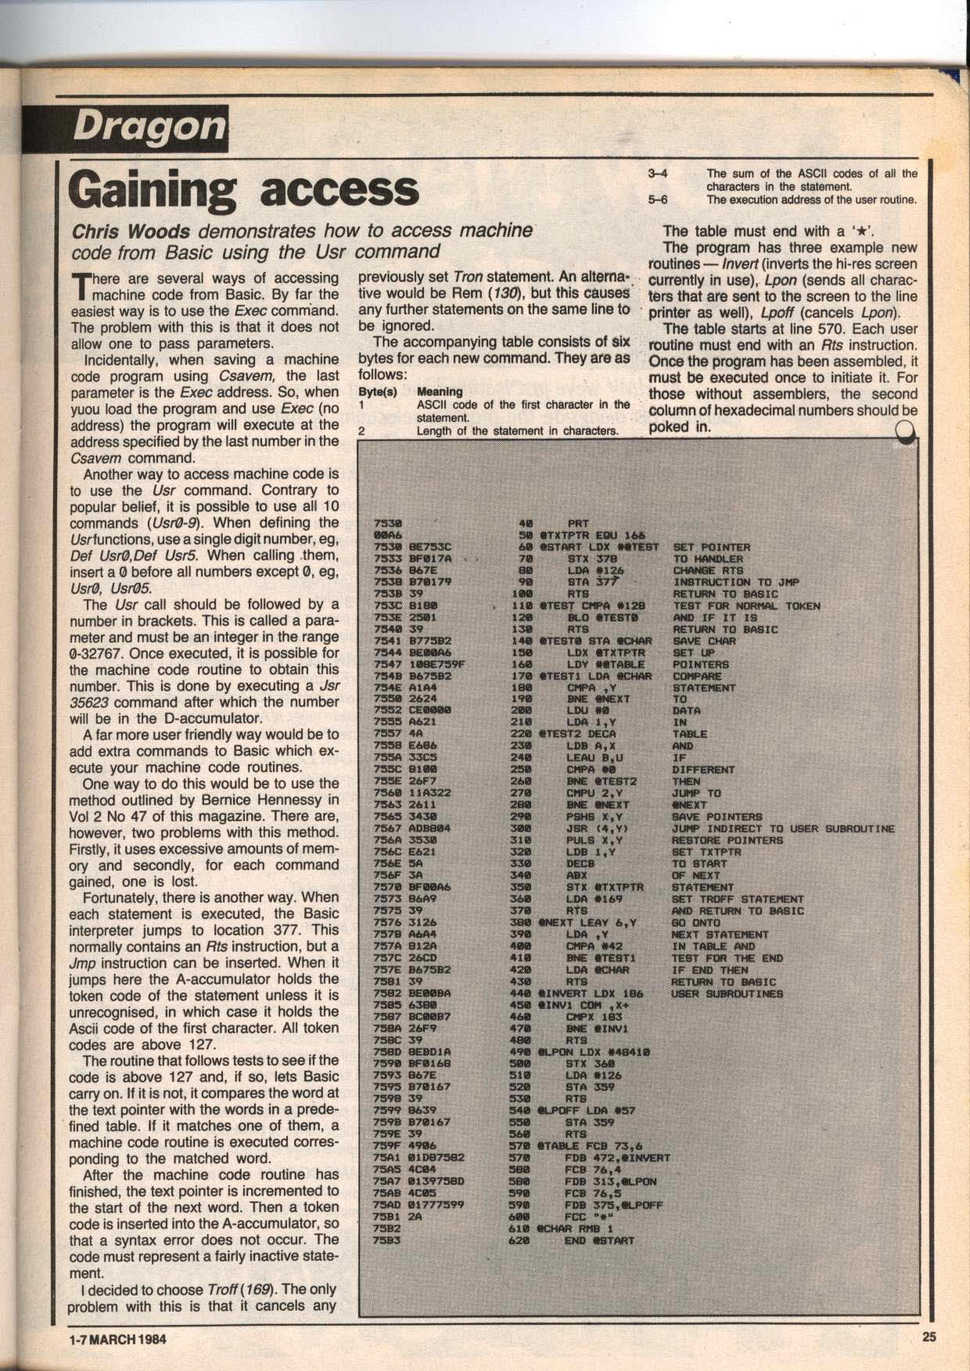 Dragon
Gaining access
Chris Woods demonstrates how to access machine
code from Basic using the Usr command
There are several ways of accessing
machine code from Basic. By far the
easiest way is to use the Exec command.
The problem with this is that it does not
allow one to pass parameters.
Incidentally, when saving a machine
code program using Csavem, the last
parameter is the Exec address. So, when
yuou load the program and use Exec (no
address) the program will execute at the
address specified by the last number in the
Csavem command.
Another way to access machine code is
to use the Usr command. Contrary to
popular belief, it is possible to use all 10
commands (Usr0-9). When defining the
Usrfunctions, use a single digit number, eg,
Def Usr0,Def Usr5. When calling them,
insert a 0 before all numbers except 0, eg,
Usr0, Usr05.
The Usr call should be followed by a
number in brackets. This is called a para-
meter and must be an integer in the range
0-32767. Once executed, it is possible for
the machine code routine to obtain this
number. This is done by executing a Jsr
35623 command after which the number
will be in the D-accumulator.
A far more user friendly way would be to
add extra commands to Basic which ex-
ecute your machine code routines.
One way to do this would be to use the
method outlined by Bernice Hennessy in
Vol 2 No 47 of this magazine. There are,
however, two problems with this method.
Firstly, it uses excessive amounts of mem-
ory and secondly, for each command
gained, one is lost.
Fortunately, there is another way. When
each statement is executed, the Basic
interpreter jumps to location 377. This
normally contains an Rts instruction, but a
Jmp instruction can be inserted. When it
jumps here the A-accumulator holds the
token code of the statement unless it is
unrecognised, in which case it holds the
Ascii code of the first character. All token
codes are above 127.
The routine that follows tests to see if the
code is above 127 and, if so, lets Basic
carry on. If it is not, it compares the word at
the text pointer with the words in a prede-
fined table. If it matches one of them, a
machine code routine is executed corres-
ponding to the matched word.
After the machine code routine has
finished, the text pointer is incremented to
the start of the next word. Then a token
code is inserted into the A-accumulator, so
that a syntax error does not occur. The
code must represent a fairly inactive state-
ment.
I decided to choose Troff (169). The only
problem with this is that it cancels any
previously set Tron statement. An alterna-
tive would be Rem (130), but this causes
any further statements on the same line to
be ignored.
The accompanying table consists of six
bytes for each new command. They are as
follows:
Byte(s) Meaning
1 ASCII code of the first character in the
statement.
2 Length of the statement in characters.
3–4 The sum of the ASCII codes of all the
characters in the statement.
5–6 The execution address of the user routine.
The table must end with a '★'.
The program has three example new
routines — Invert (inverts the hi-res screen
currently in use), Lpon (sends all charac-
ters that are sent to the screen to the line
printer as well), Lpoff (cancels Lpon).
The table starts at line 570. Each user
routine must end with an Rts instruction.
Once the program has been assembled, it
must be executed once to initiate it. For
those without assemblers, the second
column of hexadecimal numbers should be
poked in.
7530 40 PRT
00A6 50 @TXTPTR EQU 166
7530 8E753C 60 @START LDX #@TEST SET POINTER
7533 BF017A 70 STX 378 TO HANDLER
7536 867E 80 LDA #126 CHANGE RTS
7538 B70179 90 STA 377 INSTRUCTION TO JMP
753B 39 100 RTS RETURN TO BASIC
753C 8180 110 @TEST CMPA #128 TEST FOR NORMAL TOKEN
753E 2501 120 BLO @TEST0 AND IF IT IS
7540 39 130 RTS RETURN TO BASIC
7541 B775B2 140 @TEST0 STA @CHAR SAVE CHAR
7544 BE00A6 150 LDX @TXTPTR SET UP
7547 108E759F 160 LDY #@TABLE POINTERS
754B B675B2 170 @TEST1 LDA @CHAR COMPARE
754E A1A4 180 CMPA ,Y STATEMENT
7550 2624 190 BNE @NEXT TO
7552 CE0000 200 LDU #0 DATA
7555 A621 210 LDA 1,Y IN
7557 4A 220 @TEST2 DECA TABLE
7558 E686 230 LDB A,X AND
755A 33C5 240 LEAU B,U IF
755C 8100 250 CMPA #0 DIFFERENT
755E 26F7 260 BNE @TEST2 THEN
7560 11A322 270 CMPU 2,Y JUMP TO
7563 2611 280 BNE @NEXT @NEXT
7565 3430 290 PSHS X,Y SAVE POINTERS
7567 ADB804 300 JSR (4,Y) JUMP INDIRECT TO USER SUBROUTINE
756A 3530 310 PULS X,Y RESTORE POINTERS
756C E621 320 LDB 1,Y SET TXTPTR
756E 5A 330 DECB TO START
756F 3A 340 ABX OF NEXT
7570 BF00A6 350 STX @TXTPTR STATEMENT
7573 86A9 360 LDA #169 SET TROFF STATEMENT
7575 39 370 RTS AND RETURN TO BASIC
7576 3126 380 @NEXT LEAY 6,Y GO ONTO
7578 A6A4 390 LDA ,Y NEXT STATEMENT
757A 812A 400 CMPA #42 IN TABLE AND
757C 26CD 410 BNE @TEST1 TEST FOR THE END
757E B675B2 420 LDA @CHAR IF END THEN
7581 39 430 RTS RETURN TO BASIC
7582 BE00BA 440 @INVERT LDX 186 USER SUBROUTINES
7585 6380 450 @INV1 COM ,X+
7587 BC00B7 460 CMPX 183
758A 26F9 470 BNE @INV1
758C 39 480 RTS
758D 8EBD1A 490 @LPON LDX #48410
7590 BF0168 500 STX 360
7593 867E 510 LDA #126
7595 B70167 520 STA 359
7598 39 530 RTS
7599 8639 540 @LPOFF LDA #57
759B B70167 550 STA 359
759E 39 560 RTS
759F 4906 570 @TABLE FCB 73,6
75A1 01D87582 570 FDB 472,@INVERT
75A5 4C04 580 FCB 76,4
75A7 0139758D 580 FDB 313,@LPON
75AB 4C05 590 FCB 76,5
75AD 01777599 590 FDB 375,@LPOFF
75B1 2A 600 FCC "*"
75B2 610 @CHAR RMB 1
75B3 620 END @START
1-7 MARCH 1984
25